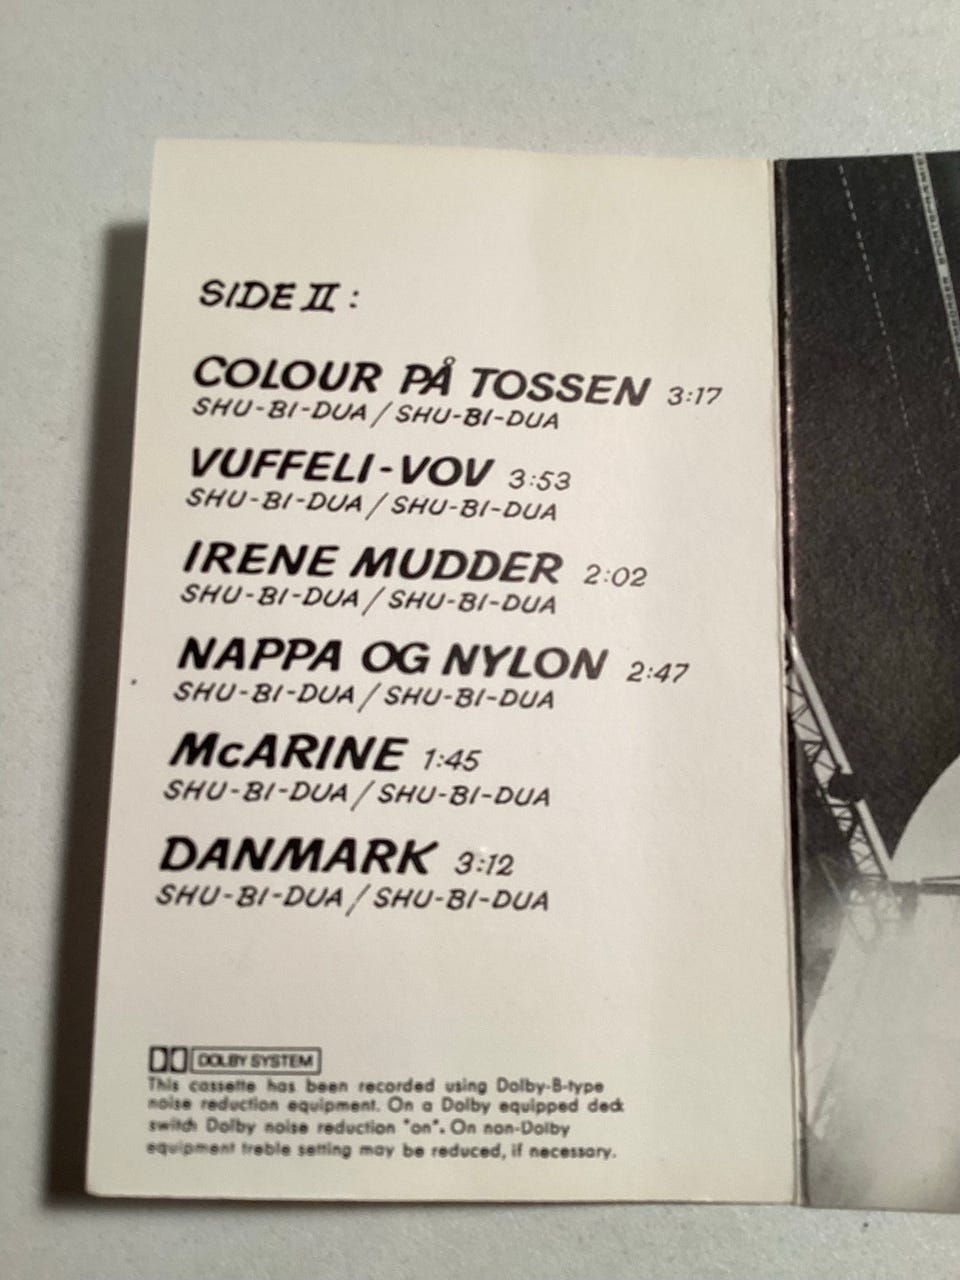 SIDE II :
COLOUR PÅ TOSSEN 3:17
SHU-BI-DUA / SHU-BI-DUA
VUFFELI-VOV 3:53
SHU-BI-DUA / SHU-BI-DUA
IRENE MUDDER 2:02
SHU-BI-DUA / SHU-BI-DUA
NAPPA OG NYLON 2:47
SHU-BI-DUA / SHU-BI-DUA
McARINE 1:45
SHU-BI-DUA / SHU-BI-DUA
DANMARK 3:12
SHU-BI-DUA / SHU-BI-DUA
DOLBY SYSTEM
This cassette has been recorded using Dolby-B-type
noise reduction equipment. On a Dolby equipped deck
switch Dolby noise reduction "on". On non-Dolby
equipment treble setting may be reduced, if necessary.